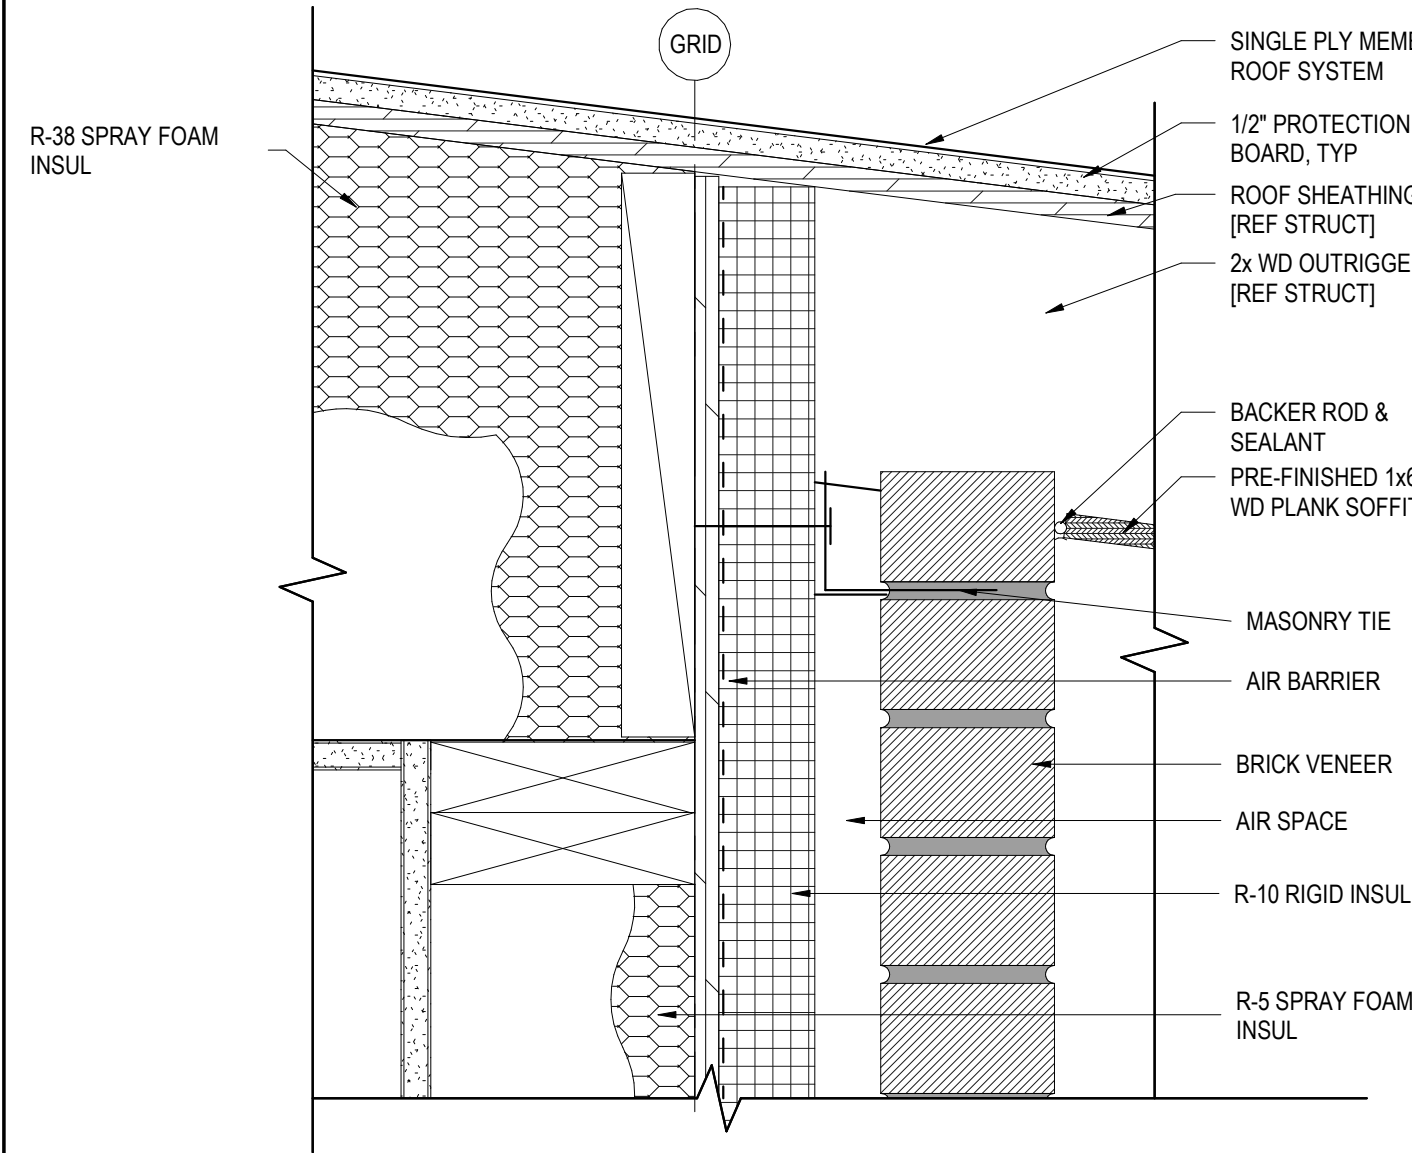 GRID
R-38 SPRAY FOAM
INSUL
SINGLE PLY MEMB
ROOF SYSTEM
1/2" PROTECTION
BOARD, TYP
ROOF SHEATHING
[REF STRUCT]
2x WD OUTRIGGE
[REF STRUCT]
BACKER ROD &
SEALANT
PRE-FINISHED 1x6
WD PLANK SOFFIT
MASONRY TIE
AIR BARRIER
BRICK VENEER
AIR SPACE
R-10 RIGID INSUL
R-5 SPRAY FOAM
INSUL